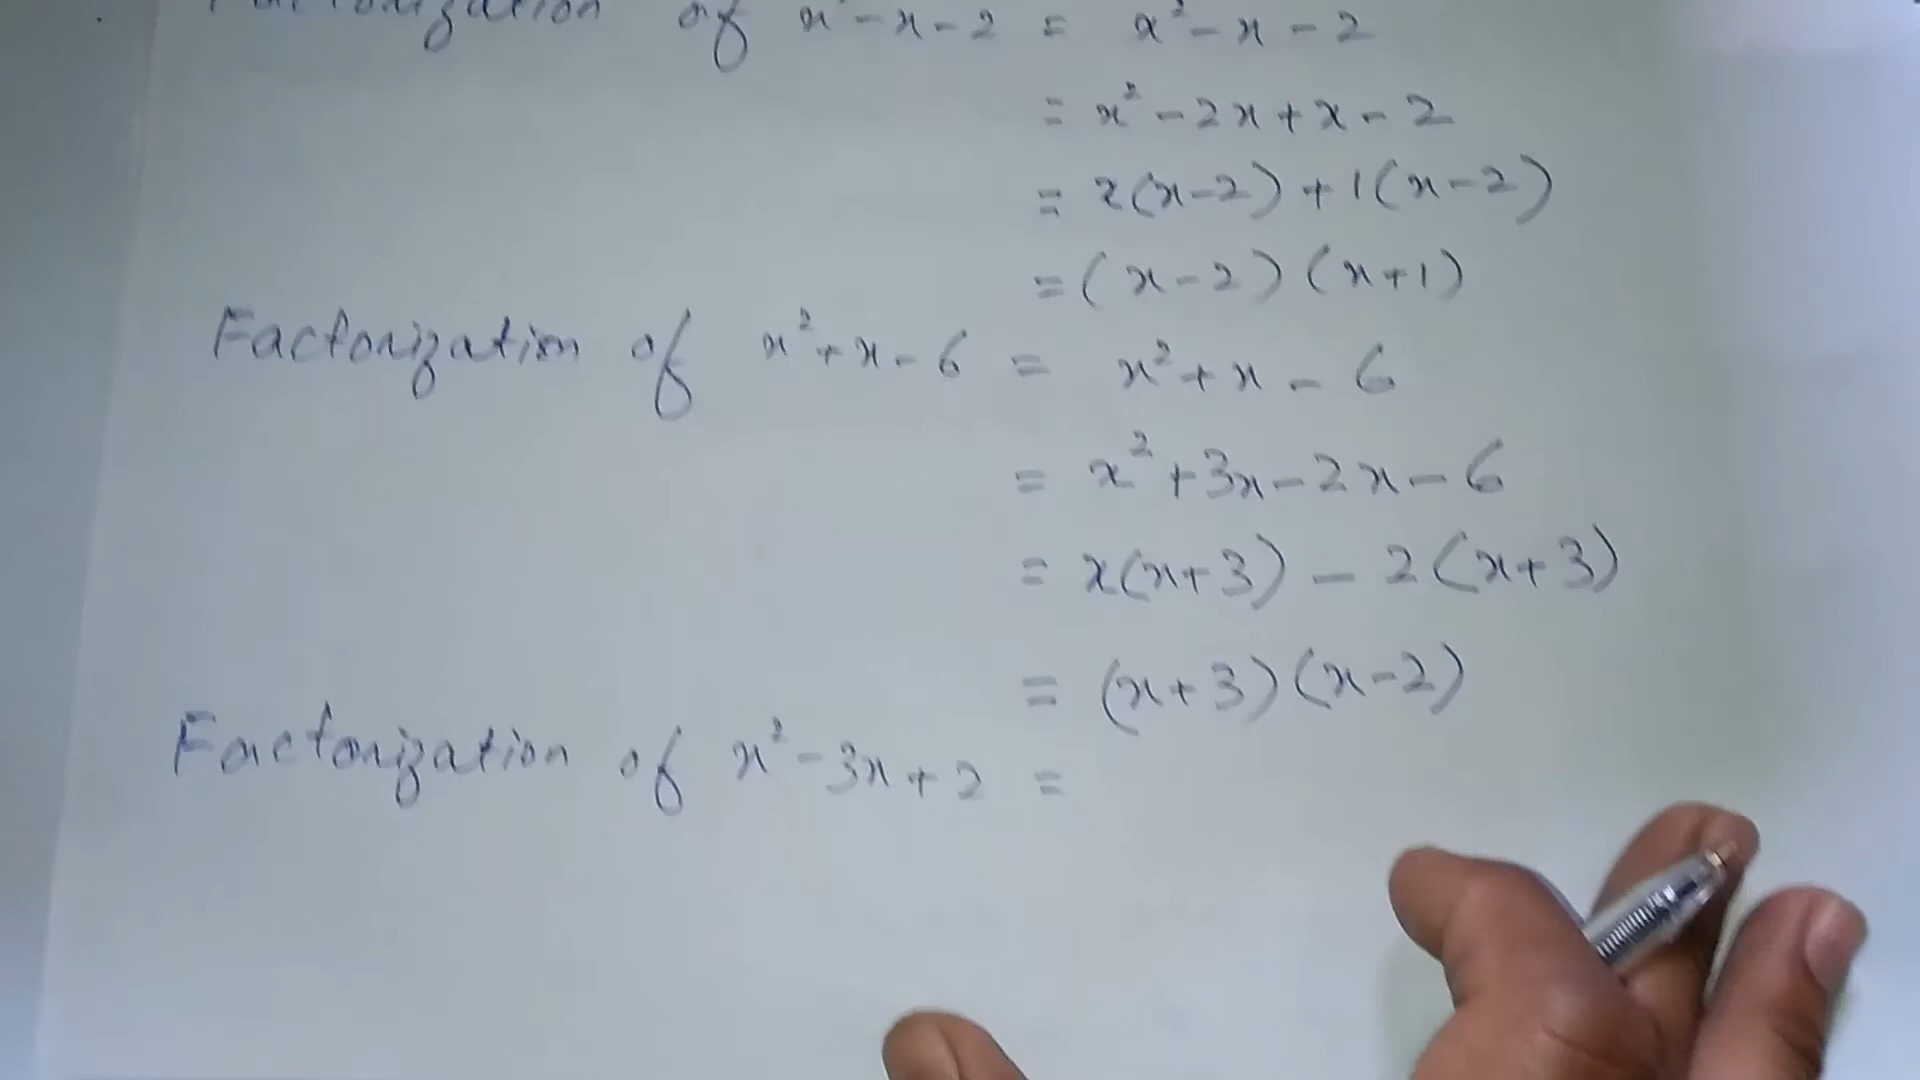 Factorization of x² - x - 2 = x² - x - 2
= x² - 2x + x - 2
= x(x-2) + 1(x-2)
= (x-2) (x+1)
Factorization of x² + x - 6 = x² + x - 6
= x² + 3x - 2x - 6
= x(x+3) - 2(x+3)
= (x+3)(x-2)
Factorization of x² - 3x + 2 =